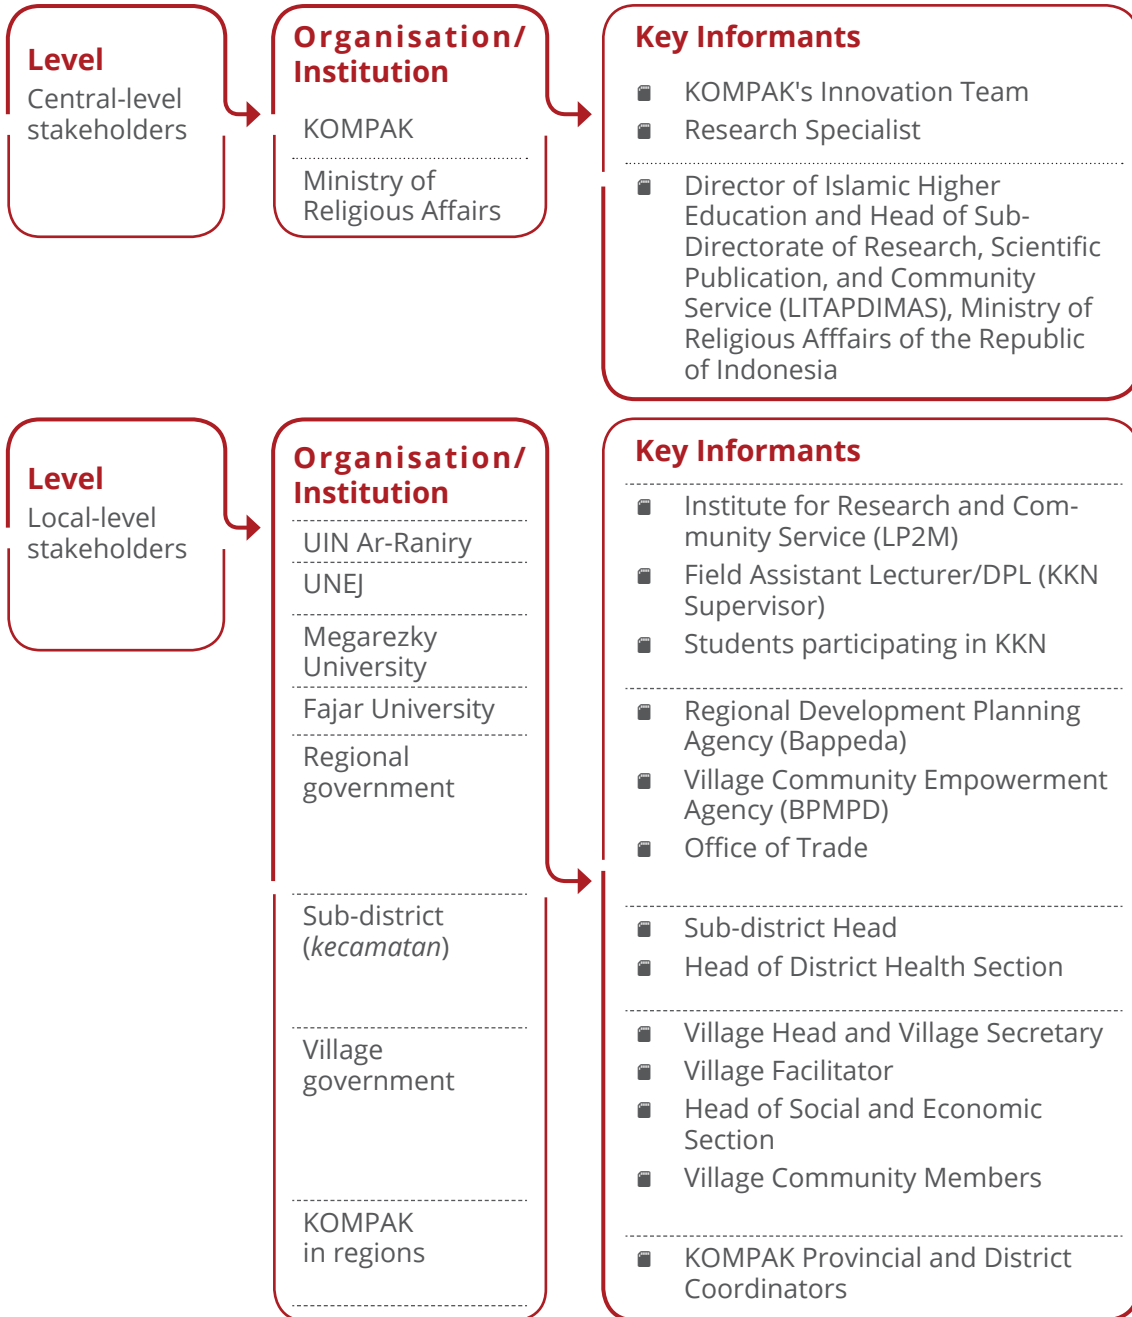 Level
Central-level
stakeholders
Organisation/
Institution
KOMPAK
Ministry of
Religious Affairs
Key Informants
KOMPAK's Innovation Team
Research Specialist
Director of Islamic Higher
Education and Head of Sub-
Directorate of Research, Scientific
Publication, and Community
Service (LITAPDIMAS), Ministry of
Religious Afffairs of the Republic
of Indonesia
Level
Local-level
stakeholders
Organisation/
Institution
UIN Ar-Raniry
UNEJ
Megarezky
University
Fajar University
Regional
government
Sub-district
(kecamatan)
Village
government
KOMPAK
in regions
Key Informants
Institute for Research and Com-
munity Service (LP2M)
Field Assistant Lecturer/DPL (KKN
Supervisor)
Students participating in KKN
Regional Development Planning
Agency (Bappeda)
Village Community Empowerment
Agency (BPMPD)
Office of Trade
Sub-district Head
Head of District Health Section
Village Head and Village Secretary
Village Facilitator
Head of Social and Economic
Section
Village Community Members
KOMPAK Provincial and District
Coordinators